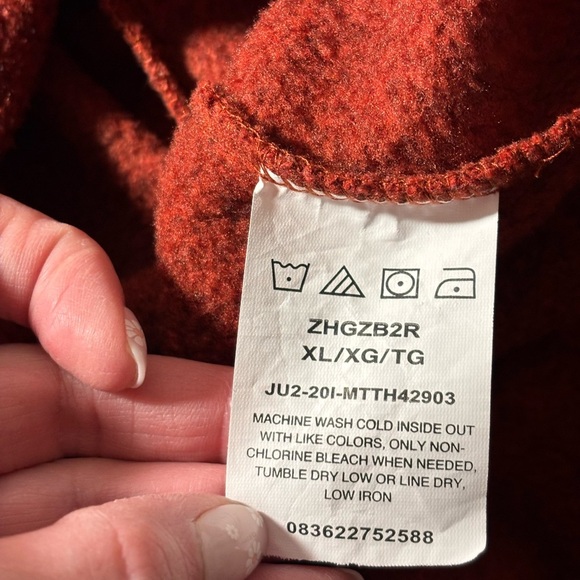 ZHGZB2R
XL/XG/TG
JU2-20I-MTTH42903
MACHINE WASH COLD INSIDE OUT
WITH LIKE COLORS, ONLY NON-
CHLORINE BLEACH WHEN NEEDED,
TUMBLE DRY LOW OR LINE DRY,
LOW IRON
083622752588